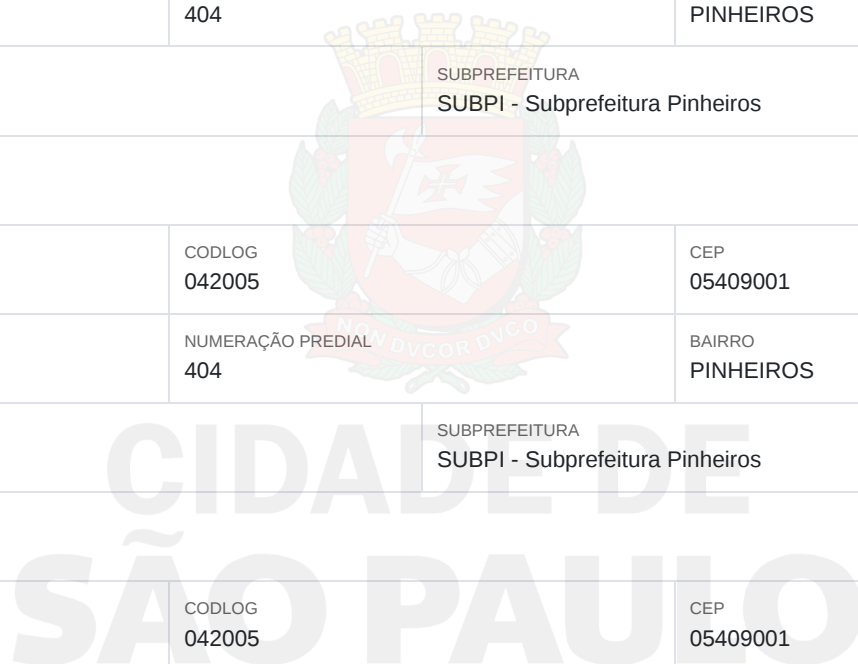 404 PINHEIROS
SUBPREFEITURA
SUBPI - Subprefeitura Pinheiros
CODLOG CEP
042005 05409001
NUMERAÇÃO PREDIAL BAIRRO
404 PINHEIROS
NON DVCOR DVCO
SUBPREFEITURA
SUBPI - Subprefeitura Pinheiros
CIDADE DE
SÃO PAULO
CODLOG CEP
042005 05409001